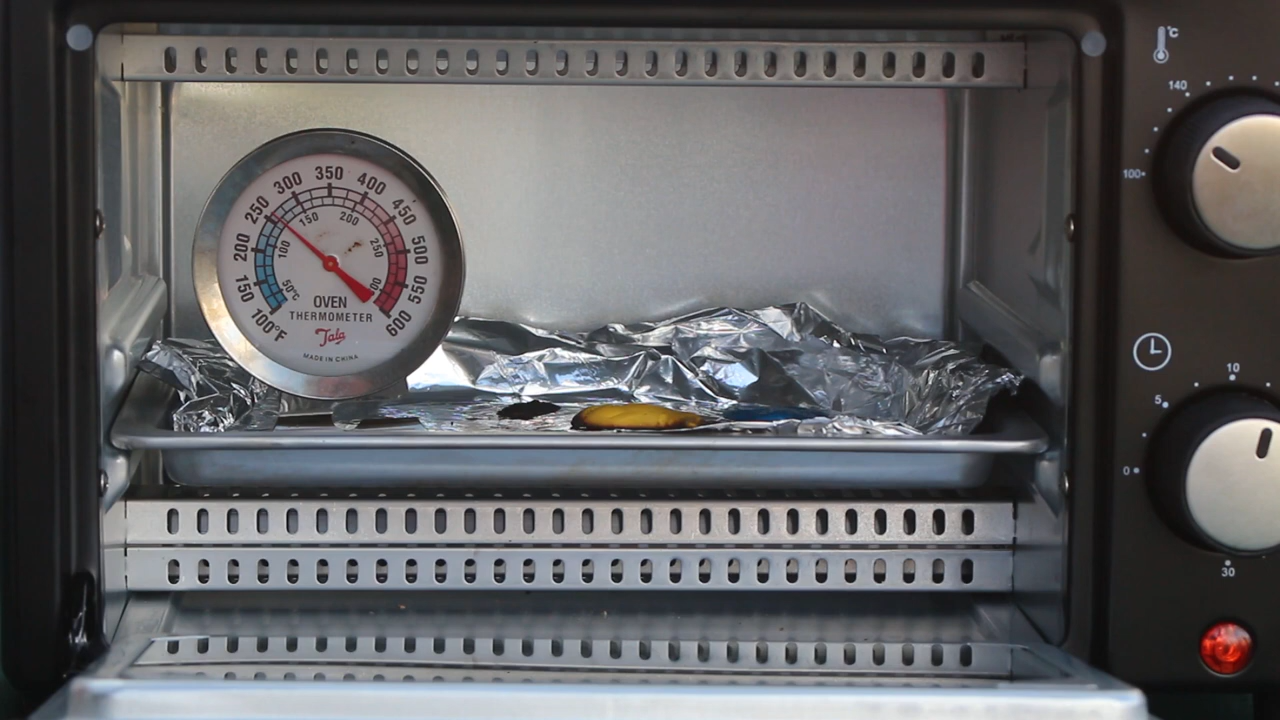 °C
140
100
300 350 400
250 450
150 200
200 500
100 250
150 550
50°C
100°F 600
OVEN
THERMOMETER
Tala
MADE IN CHINA
10
5
0
30